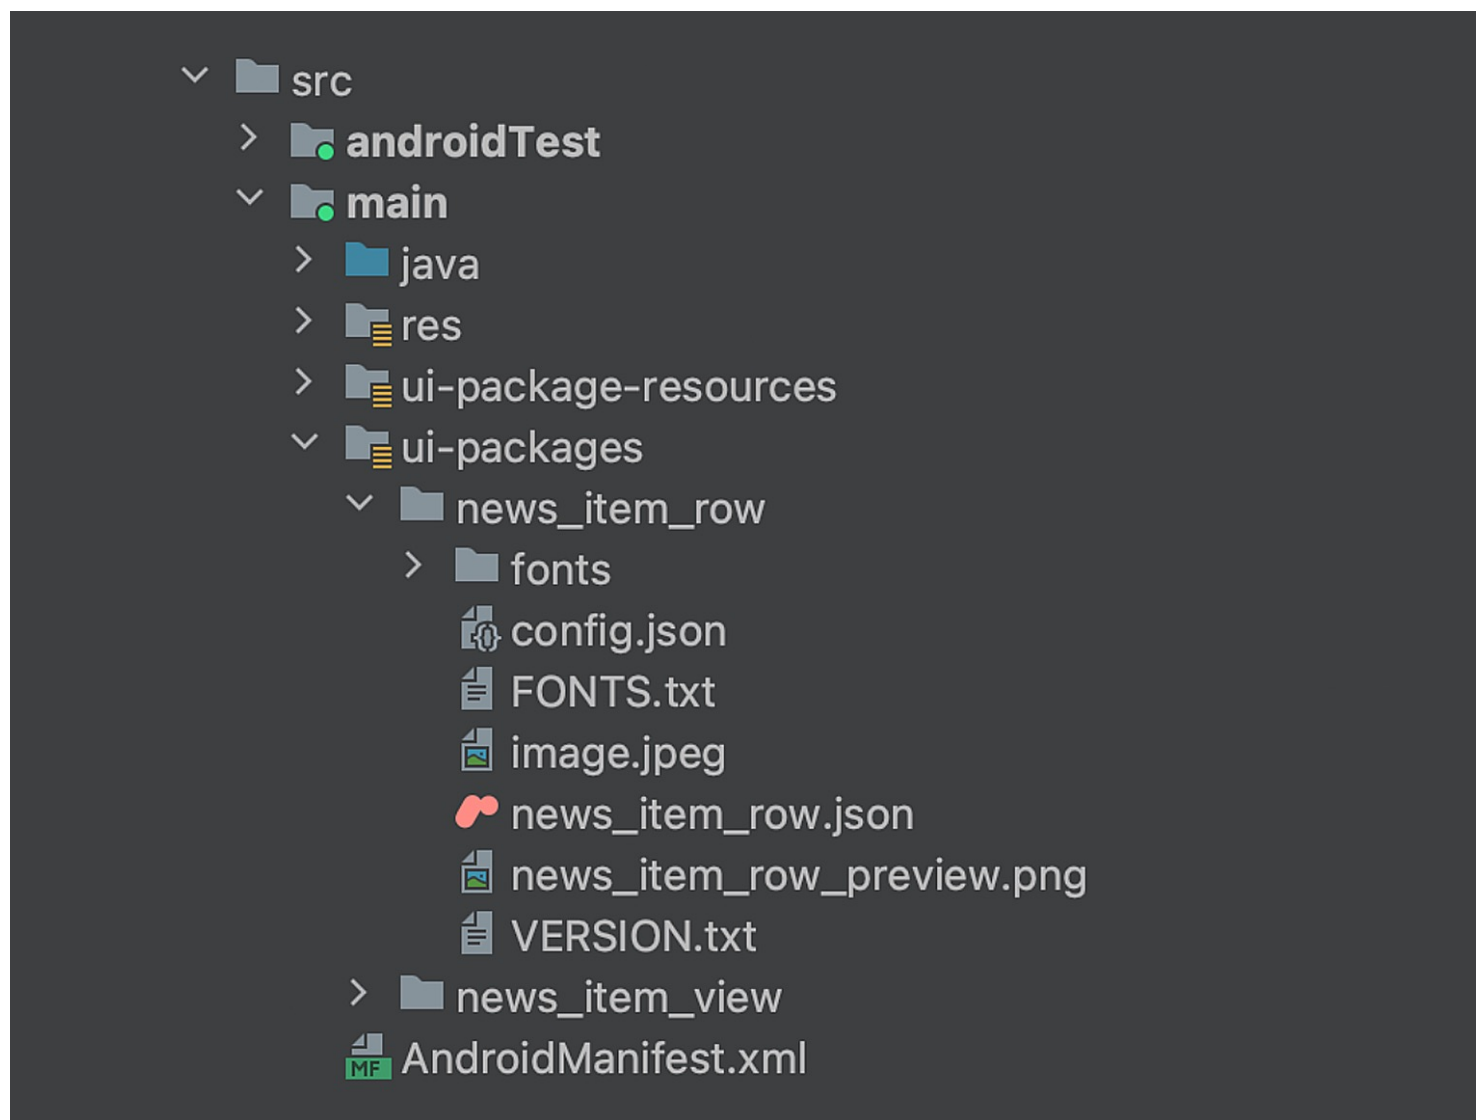 src
androidTest
main
java
res
ui-package-resources
ui-packages
news_item_row
fonts
config.json
FONTS.txt
image.jpeg
news_item_row.json
news_item_row_preview.png
VERSION.txt
news_item_view
MF AndroidManifest.xml